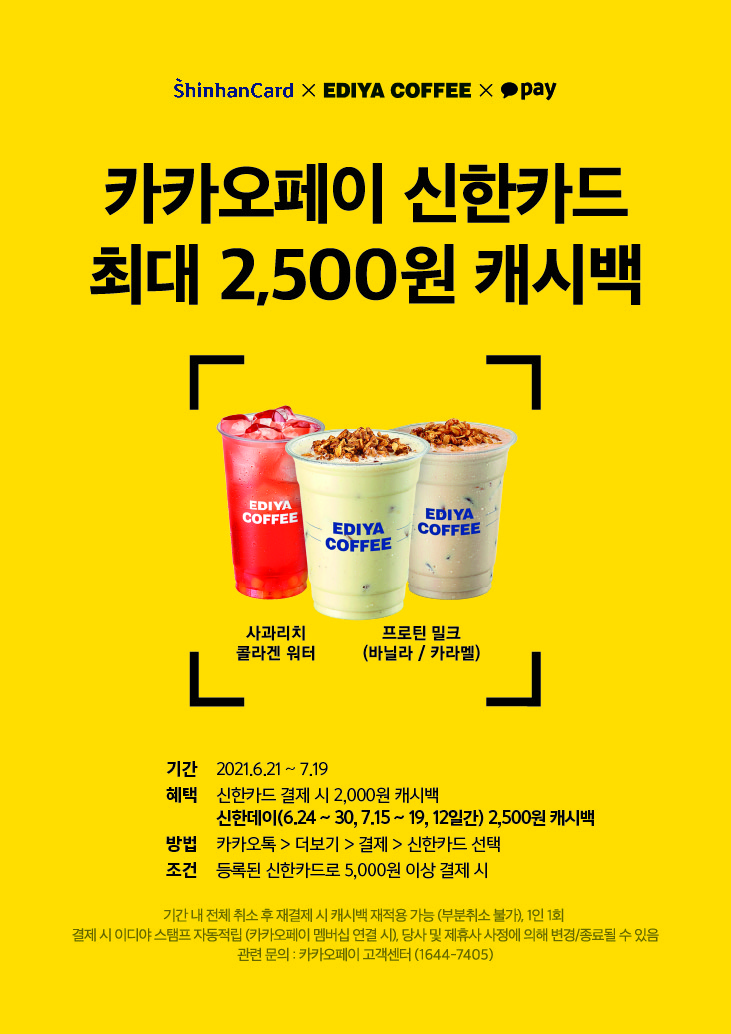 ShinhanCard × EDIYA COFFEE × pay
카카오페이 신한카드
최대 2,500원 캐시백
EDIYA
COFFEE
EDIYA
COFFEE
EDIYA
COFFEE
사과리치
콜라겐 워터
프로틴 밀크
(바닐라 / 카라멜)
기간 2021.6.21 ~ 7.19
혜택 신한카드 결제 시 2,000원 캐시백
신한데이(6.24 ~ 30, 7.15 ~ 19, 12일간) 2,500원 캐시백
방법 카카오톡 > 더보기 > 결제 > 신한카드 선택
조건 등록된 신한카드로 5,000원 이상 결제 시
기간 내 전체 취소 후 재결제 시 캐시백 재적용 가능 (부분취소 불가), 1인 1회
결제 시 이디야 스탬프 자동적립 (카카오페이 멤버십 연결 시), 당사 및 제휴사 사정에 의해 변경/종료될 수 있음
관련 문의 : 카카오페이 고객센터 (1644-7405)